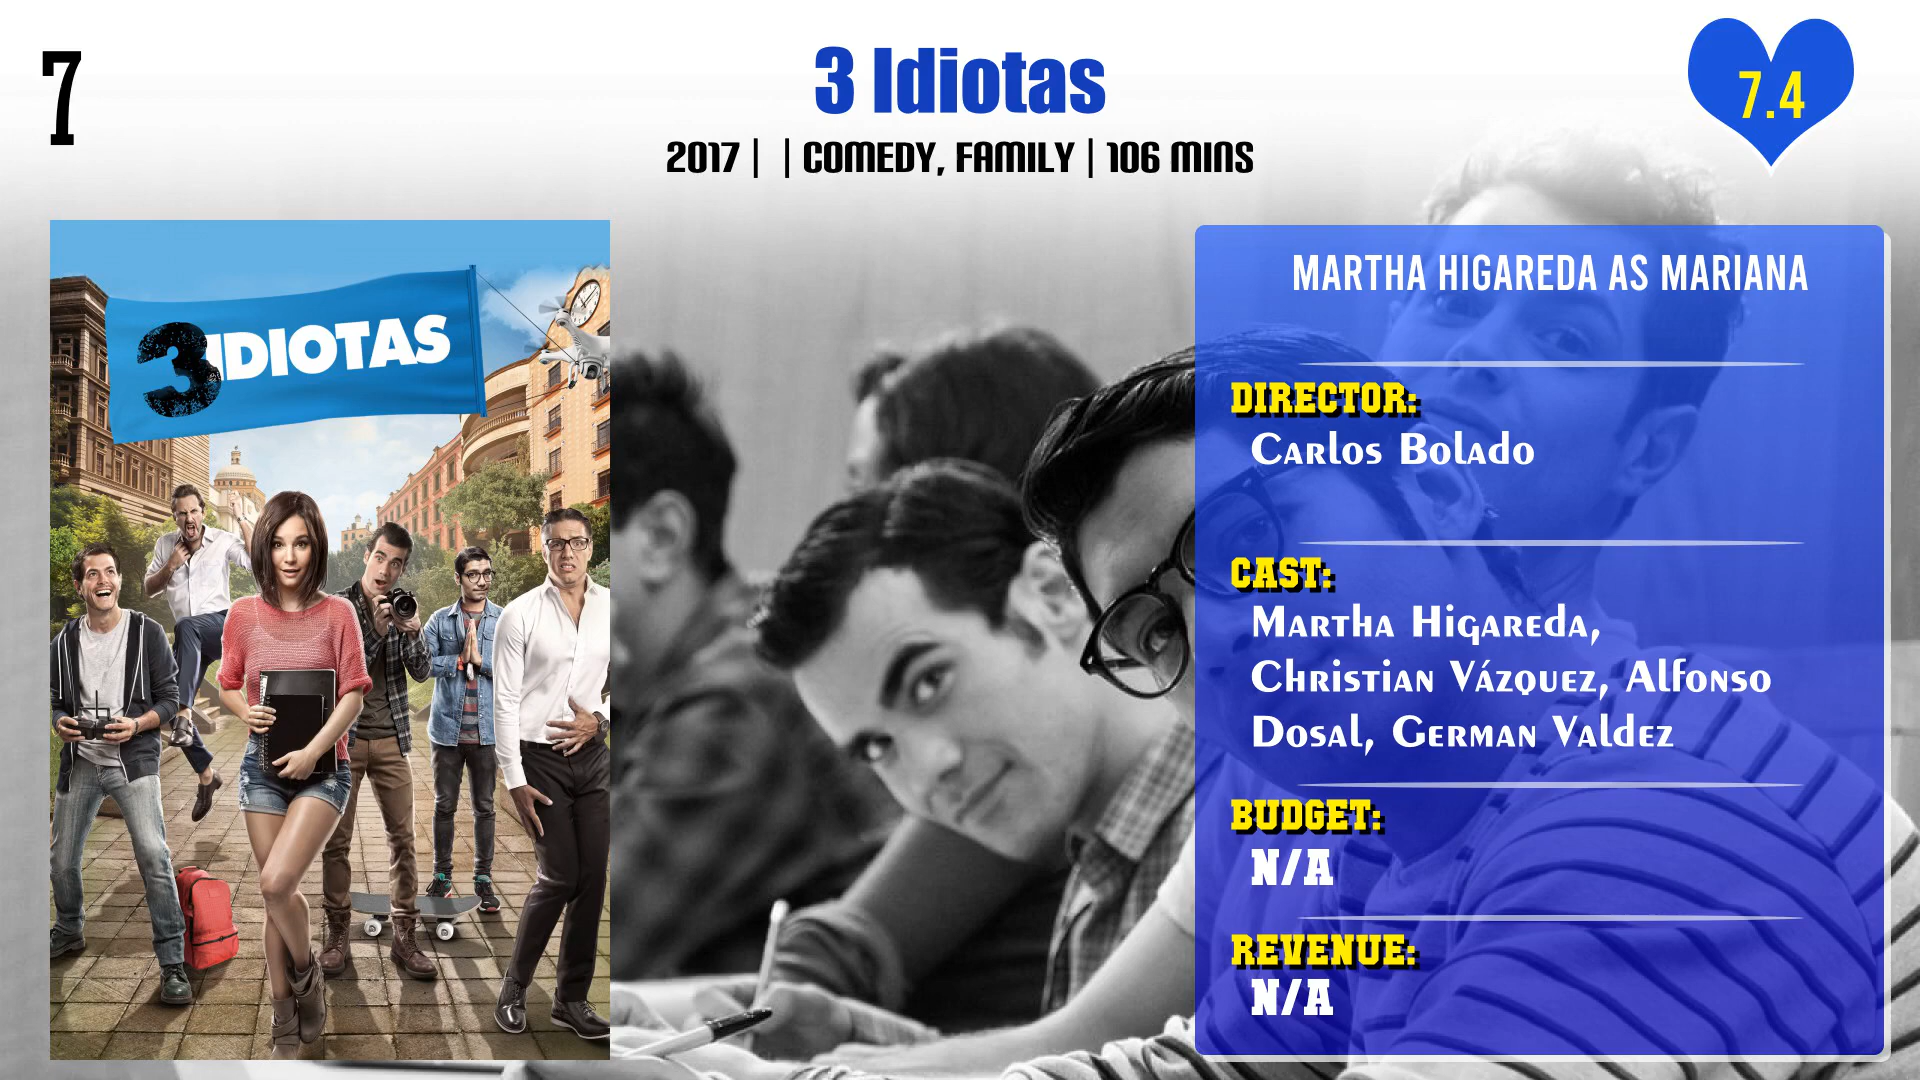 7
3 Idiotas
7.4
2017 | | COMEDY, FAMILY | 106 MINS
3IDIOTAS
MARTHA HIGAREDA AS MARIANA
DIRECTOR:
Carlos Bolado
CAST:
Martha Higareda,
Christian Vázquez, Alfonso
Dosal, German Valdez
BUDGET:
N/A
REVENUE:
N/A